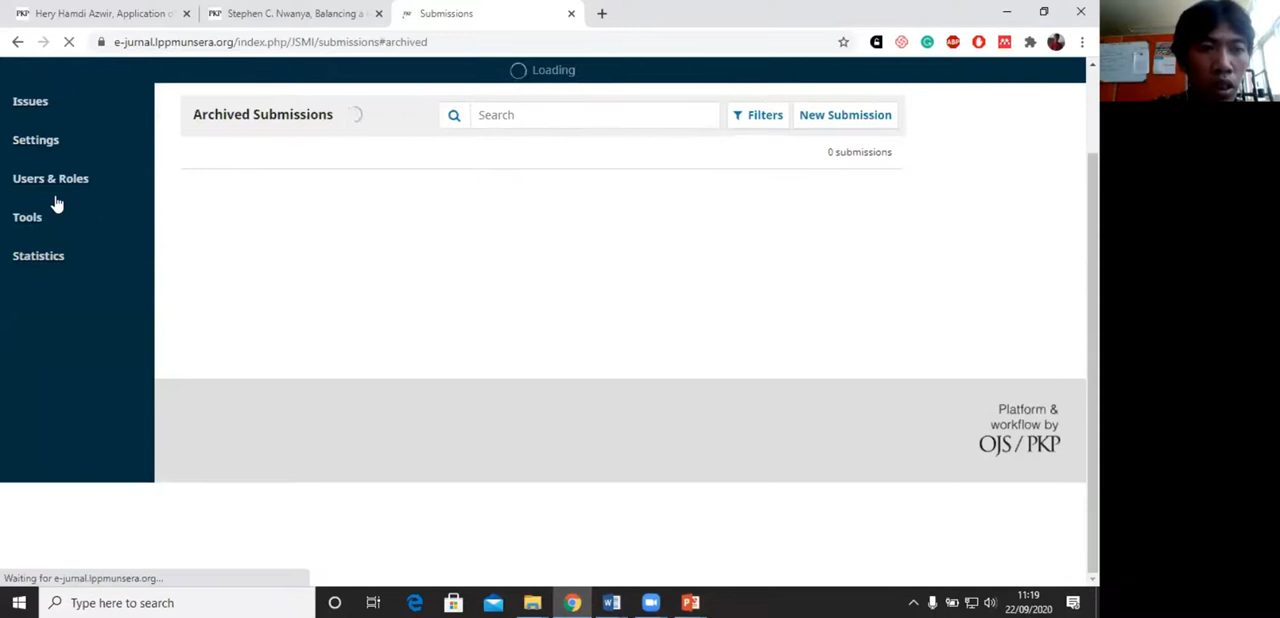 Hery Hamdi Azwir, Application o
Stephen C. Nwanya, Balancing a
Submissions
e-jurnal.lppmunsera.org/index.php/JSMI/submissions#archived
Loading
Issues
Settings
Users & Roles
Tools
Statistics
Archived Submissions
Search
Filters
New Submission
0 submissions
Platform &
workflow by
OJS / PKP
Waiting for e-jurnal.lppmunsera.org...
Type here to search
11:19
22/09/2020